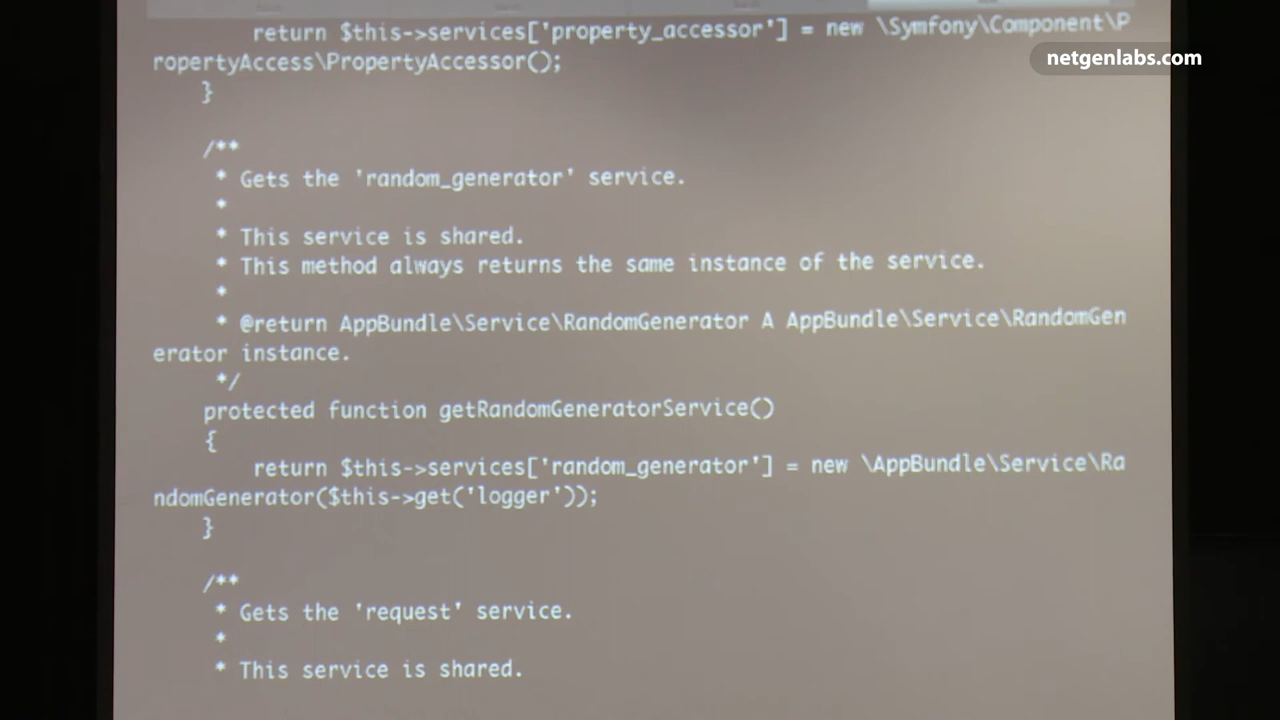 return $this->services['property_accessor'] = new \Symfony\Component\P
ropertyAccess\PropertyAccessor();
netgenlabs.com
}
/**
* Gets the 'random_generator' service.
*
* This service is shared.
* This method always returns the same instance of the service.
*
* @return AppBundle\Service\RandomGenerator A AppBundle\Service\RandomGen
erator instance.
*/
protected function getRandomGeneratorService()
{
return $this->services['random_generator'] = new \AppBundle\Service\Ra
ndomGenerator($this->get('logger'));
}
/**
* Gets the 'request' service.
*
* This service is shared.